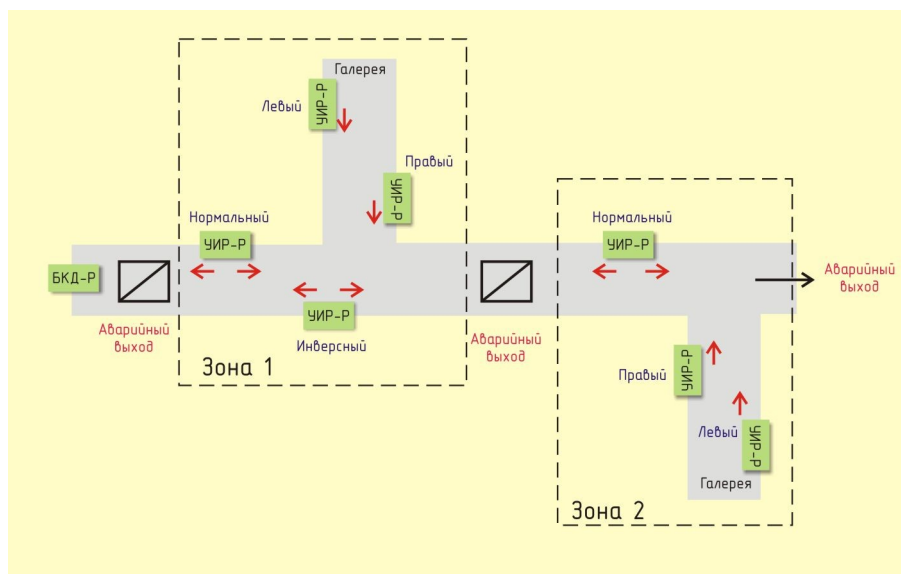 Галерея
Левый
УИР-Р
Правый
УИР-Р
Нормальный
УИР-Р
БКД-Р
Аварийный
выход
УИР-Р
Инверсный
Зона 1
Аварийный
выход
Нормальный
УИР-Р
Аварийный
выход
Правый
УИР-Р
Левый
УИР-Р
Галерея
Зона 2